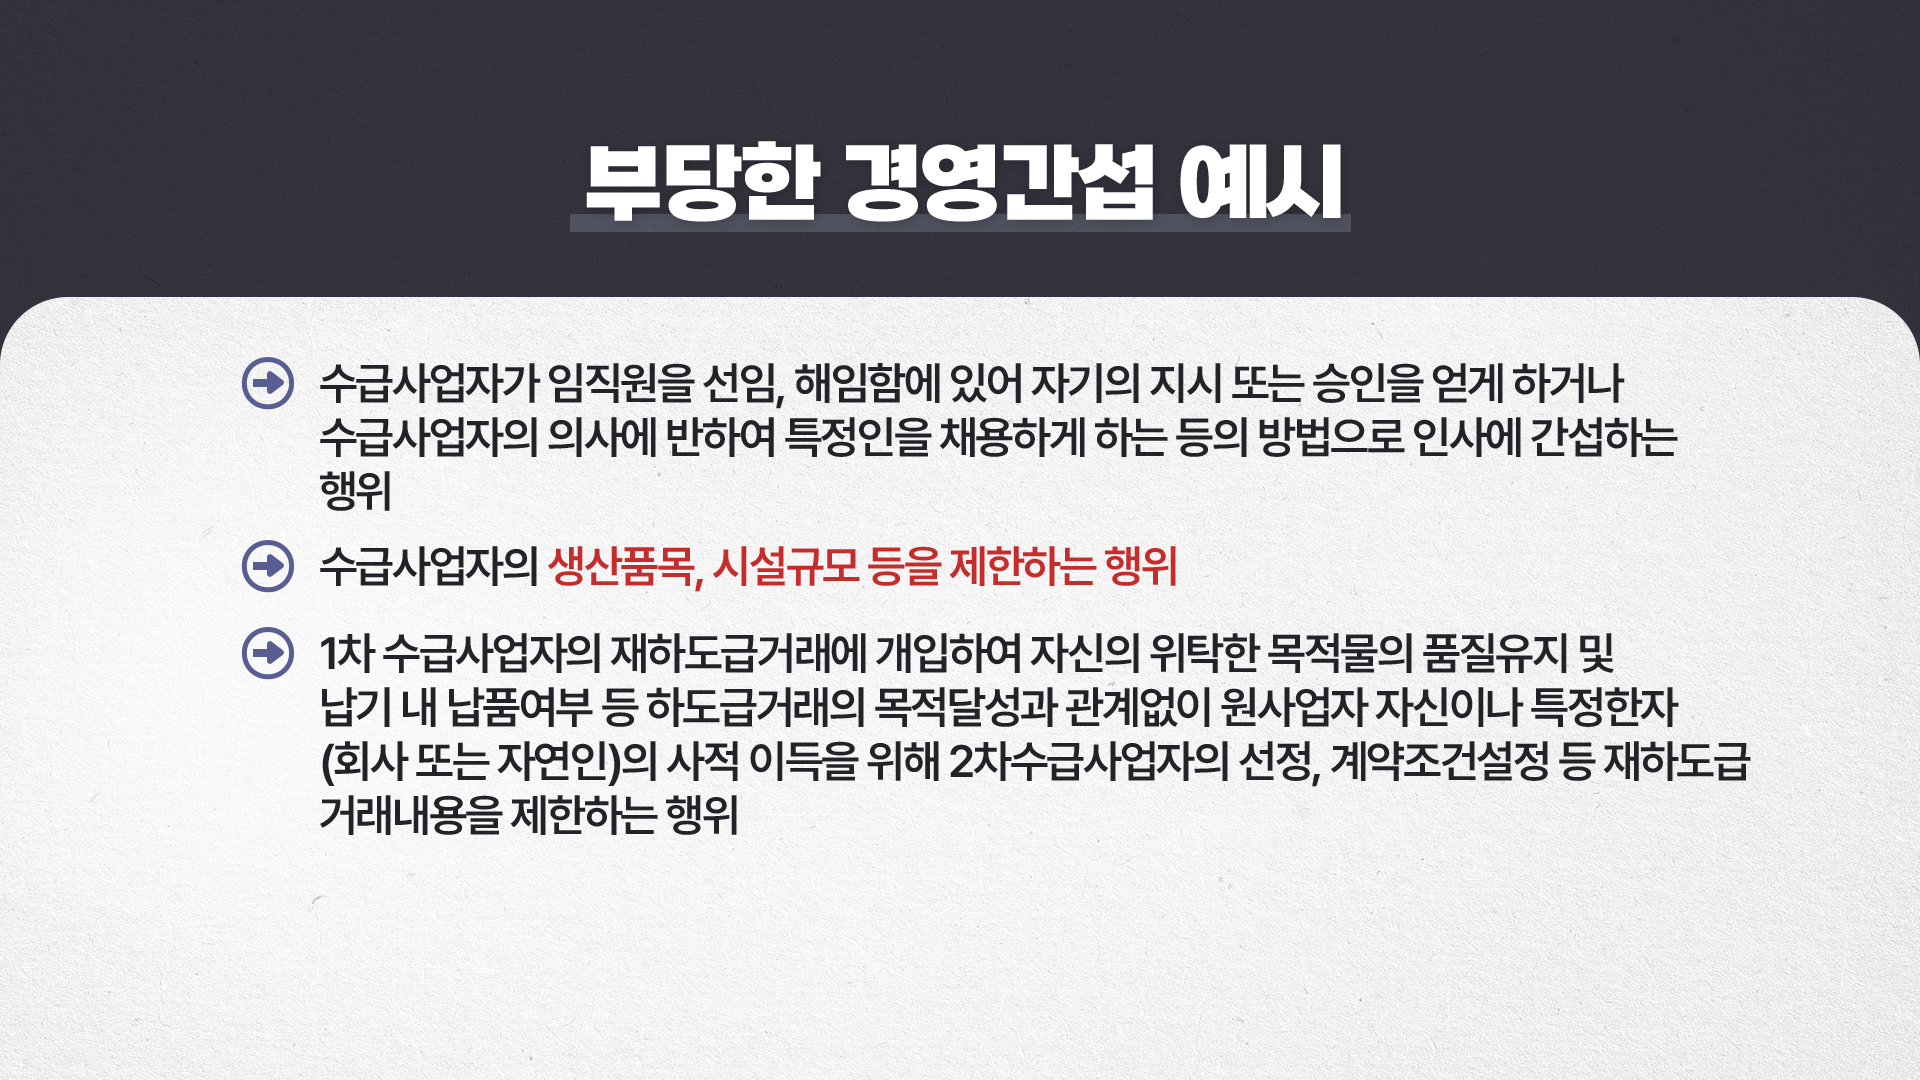 부당한 경영간섭 예시
수급사업자가 임직원을 선임, 해임함에 있어 자기의 지시 또는 승인을 얻게 하거나
수급사업자의 의사에 반하여 특정인을 채용하게 하는 등의 방법으로 인사에 간섭하는
행위
수급사업자의 생산품목, 시설규모 등을 제한하는 행위
1차 수급사업자의 재하도급거래에 개입하여 자신의 위탁한 목적물의 품질유지 및
납기 내 납품여부 등 하도급거래의 목적달성과 관계없이 원사업자 자신이나 특정한자
(회사 또는 자연인)의 사적 이득을 위해 2차수급사업자의 선정, 계약조건설정 등 재하도급
거래내용을 제한하는 행위